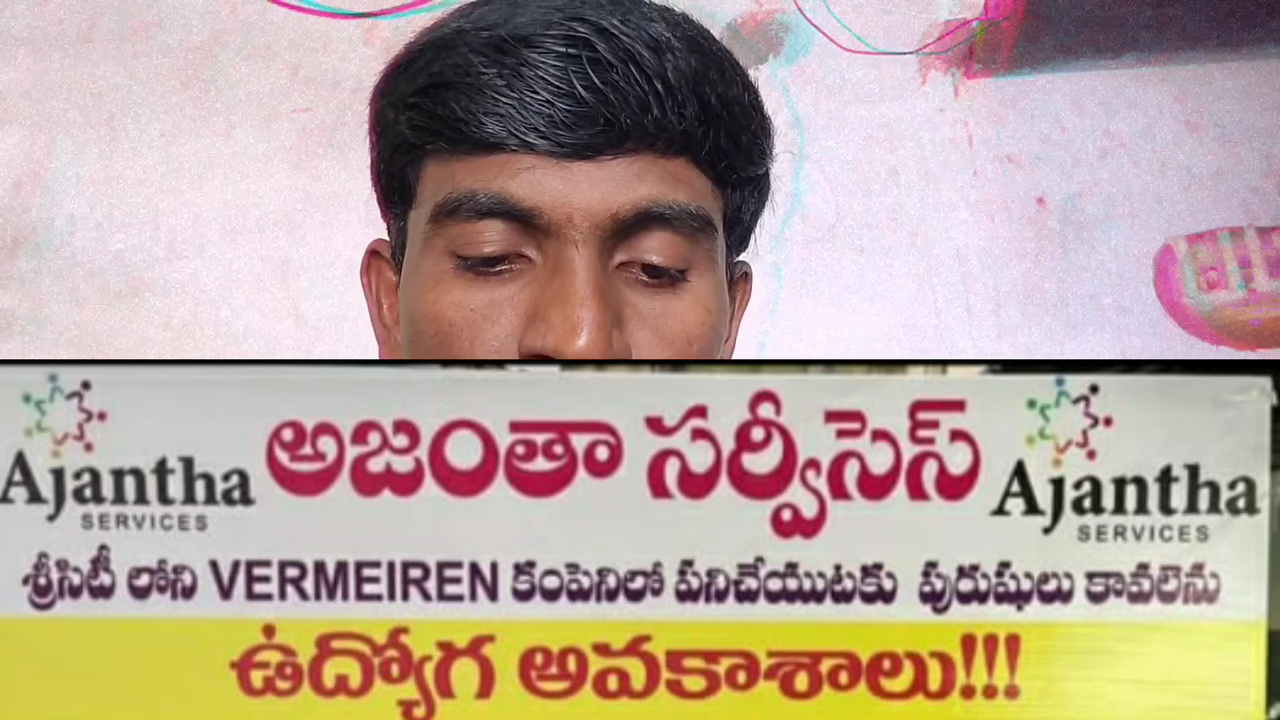 Ajantha అజంతా సర్వీసెస్ Ajantha
SERVICES SERVICES
శ్రీసిటీ లోని VERMEIREN కంపెనిలో పనిచేయుటకు పురుషులు కావలెను
ఉద్యోగ అవకాశాలు!!!